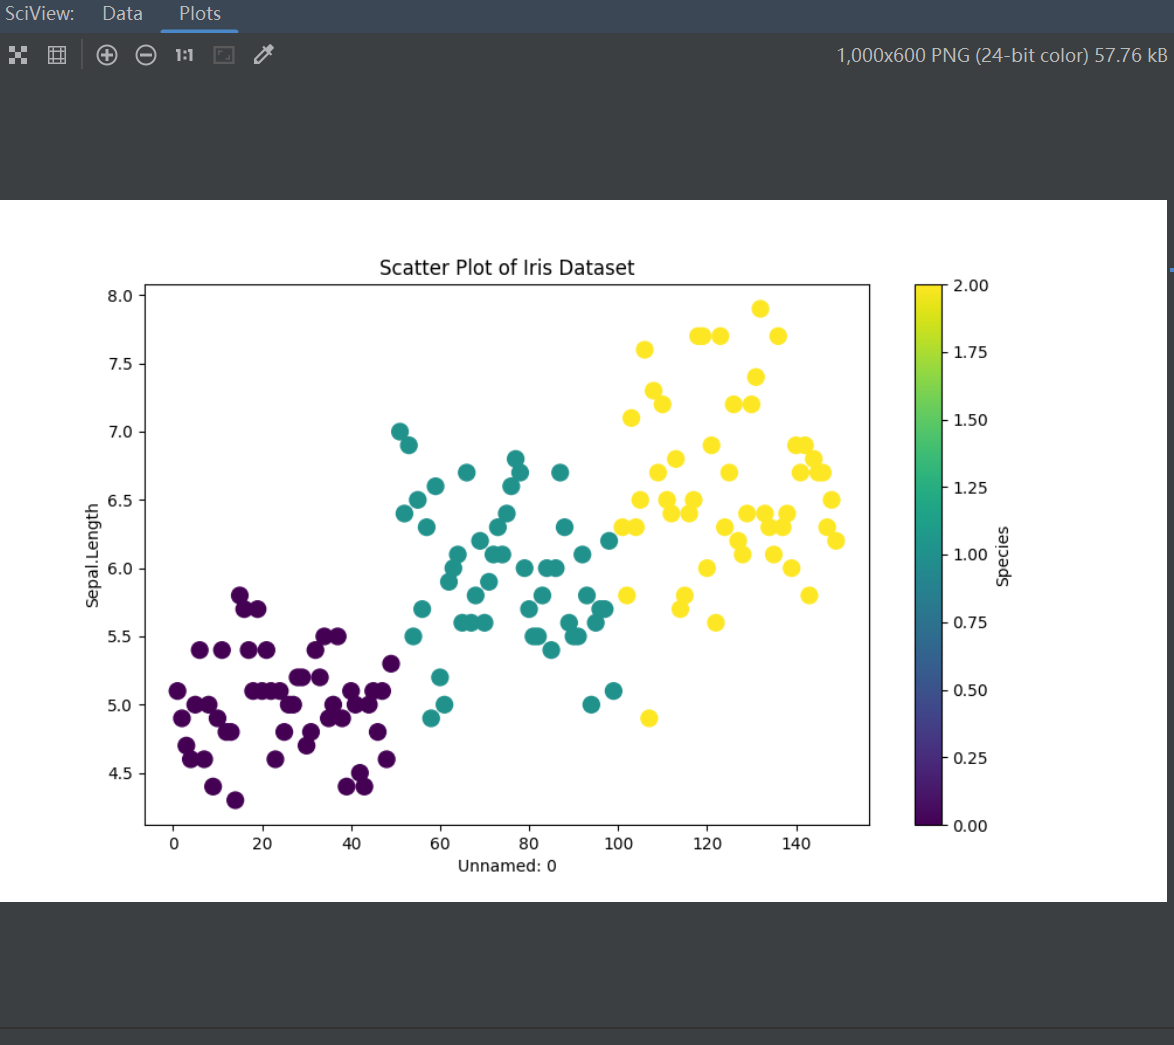 SciView: Data Plots
1:1 1,000x600 PNG (24-bit color) 57.76 kB
Scatter Plot of Iris Dataset
8.0
7.5
7.0
6.5
6.0
5.5
5.0
4.5
Sepal.Length
0 20 40 60 80 100 120 140
Unnamed: 0
2.00
1.75
1.50
1.25
1.00
0.75
0.50
0.25
0.00
Species